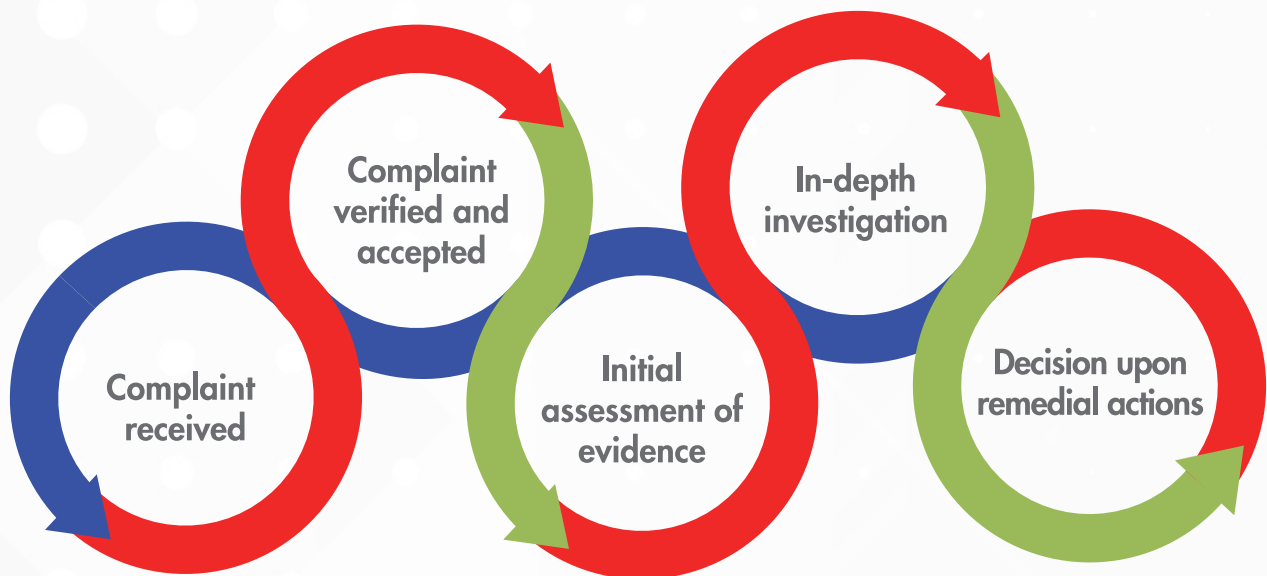 Complaint
received
Complaint
verified and
accepted
Initial
assessment of
evidence
In-depth
investigation
Decision upon
remedial actions